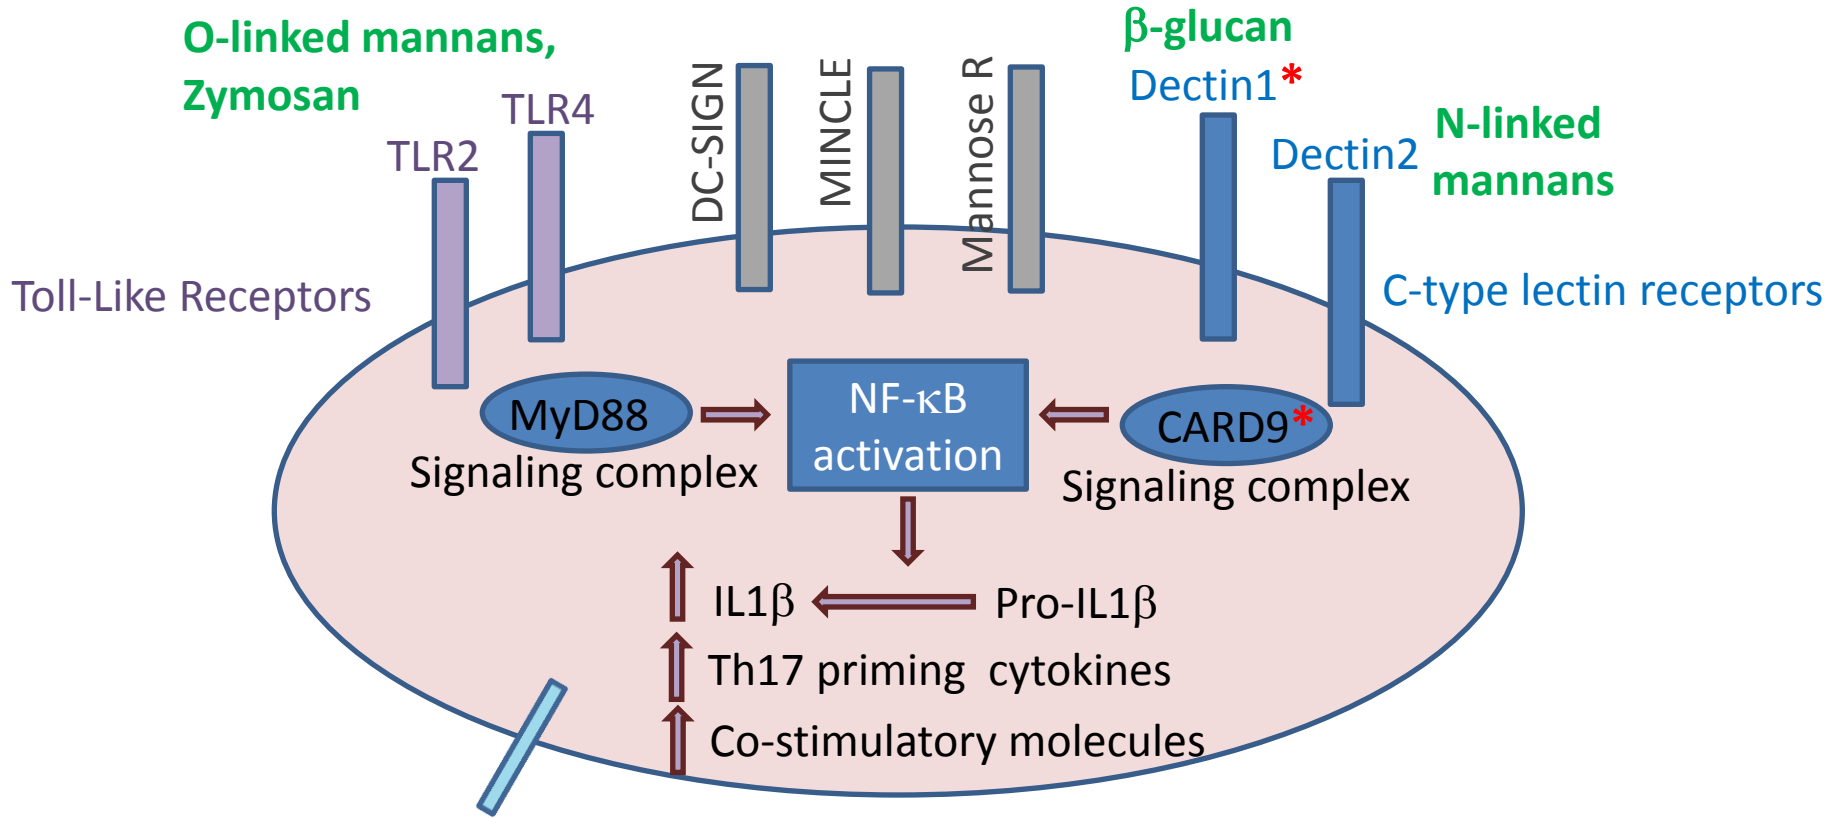 O-linked mannans,
Zymosan
TLR4
TLR2
DC-SIGN
MINCLE
Mannose R
β-glucan
Dectin1*
Dectin2
N-linked
mannans
Toll-Like Receptors
C-type lectin receptors
MyD88
Signaling complex
NF-κB
activation
CARD9*
Signaling complex
IL1β
Pro-IL1β
Th17 priming cytokines
Co-stimulatory molecules